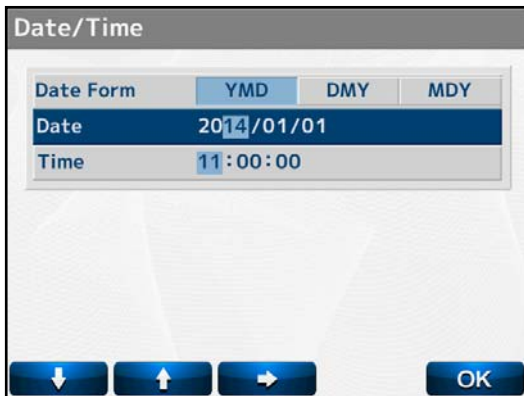 Date/Time
Date Form YMD DMY MDY
Date 2014/01/01
Time 11:00:00
OK